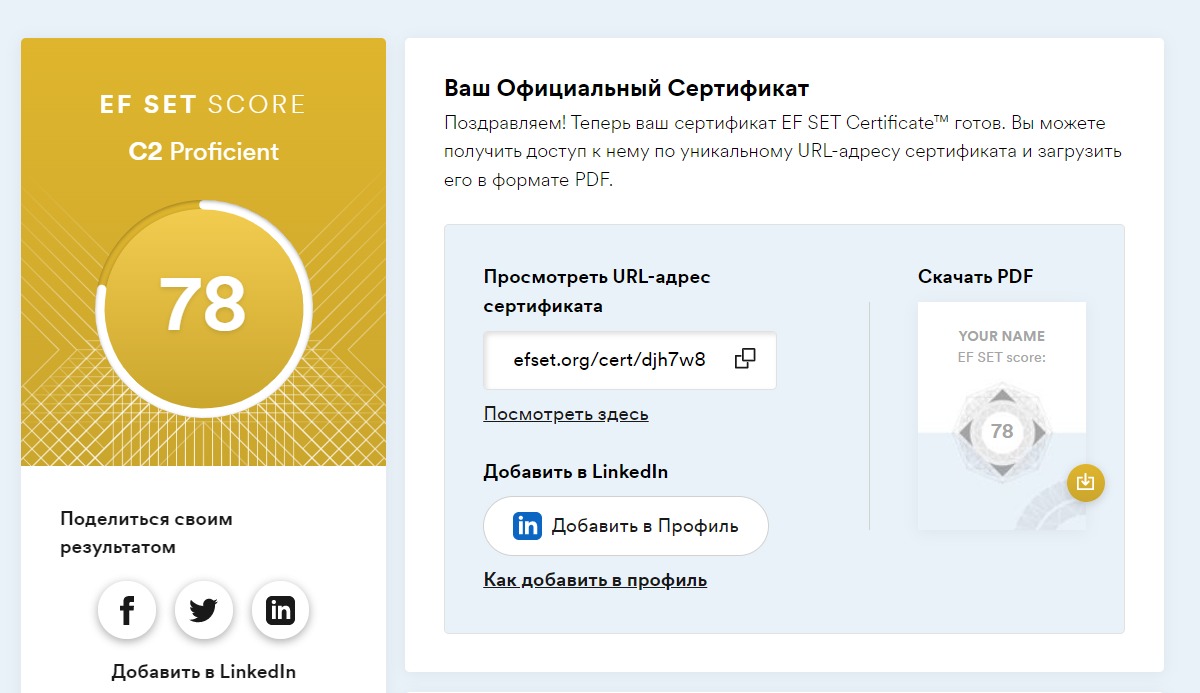 EF SET SCORE
C2 Proficient
78
Поделиться своим
результатом
Добавить в LinkedIn
Ваш Официальный Сертификат
Поздравляем! Теперь ваш сертификат EF SET Certificate™ готов. Вы можете
получить доступ к нему по уникальному URL-адресу сертификата и загрузить
его в формате PDF.
Просмотреть URL-адрес
сертификата
efset.org/cert/djh7w8
Посмотреть здесь
Добавить в LinkedIn
in Добавить в Профиль
Как добавить в профиль
Скачать PDF
YOUR NAME
EF SET score:
78